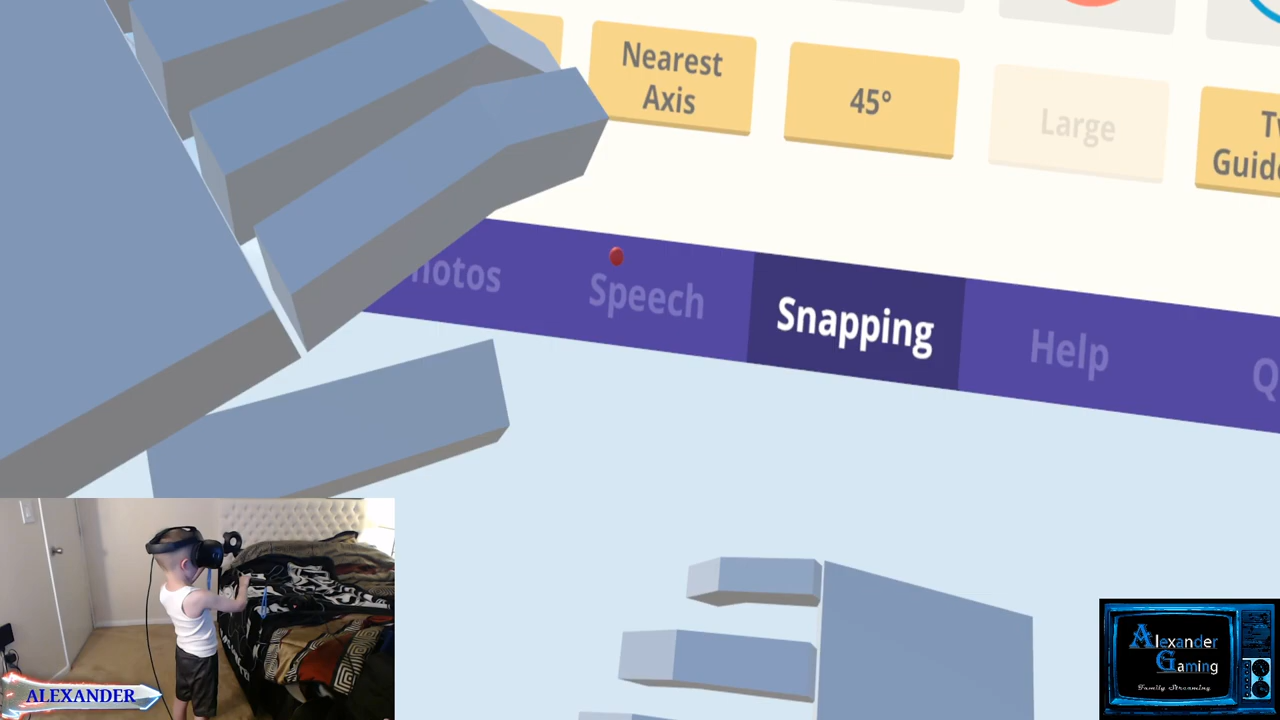 Nearest
Axis
45°
Large
Speech
Snapping
Help
ALEXANDER
Alexander
Gaming
Family Streaming